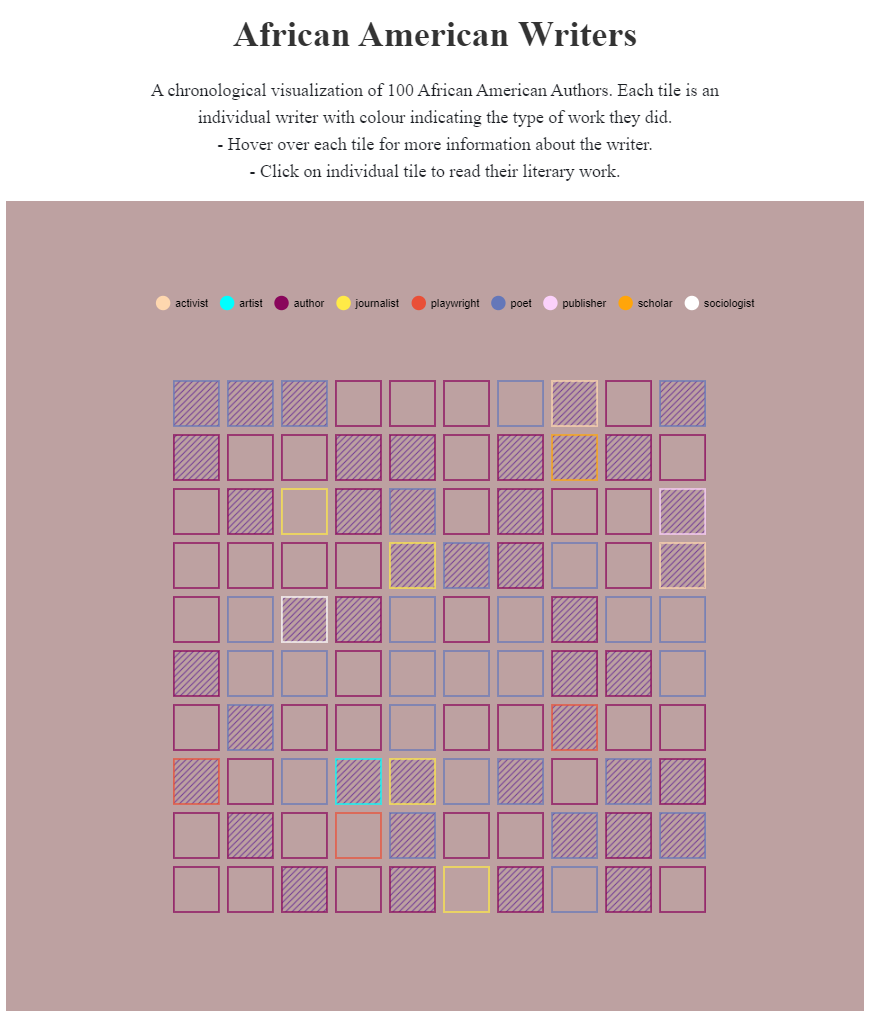 African American Writers
A chronological visualization of 100 African American Authors. Each tile is an
individual writer with colour indicating the type of work they did.
- Hover over each tile for more information about the writer.
- Click on individual tile to read their literary work.
activist artist author journalist playwright poet publisher scholar sociologist